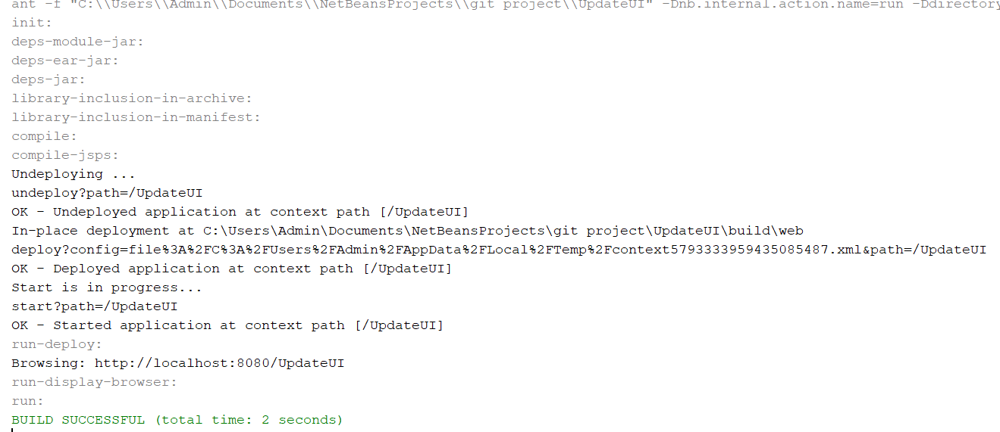 ant -f "C:\\Users\\Admin\\Documents\\NetBeansProjects\\git project\\UpdateUI" -Dnb.internal.action.name=run -Ddirectory
init:
deps-module-jar:
deps-ear-jar:
deps-jar:
library-inclusion-in-archive:
library-inclusion-in-manifest:
compile:
compile-jsps:
Undeploying ...
undeploy?path=/UpdateUI
OK - Undeployed application at context path [/UpdateUI]
In-place deployment at C:\Users\Admin\Documents\NetBeansProjects\git project\UpdateUI\build\web
deploy?config=file%3A%2FC%3A%2FUsers%2FAdmin%2FAppData%2FLocal%2FTemp%2Fcontext5793333959435085487.xml&path=/UpdateUI
OK - Deployed application at context path [/UpdateUI]
Start is in progress...
start?path=/UpdateUI
OK - Started application at context path [/UpdateUI]
run-deploy:
Browsing: http://localhost:8080/UpdateUI
run-display-browser:
run:
BUILD SUCCESSFUL (total time: 2 seconds)